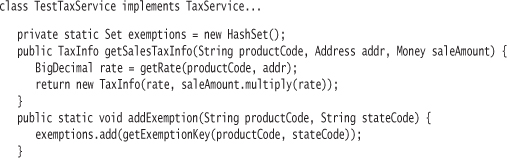 class TestTaxService implements TaxService...
private static Set exemptions = new HashSet();
public TaxInfo getSalesTaxInfo(String productCode, Address addr, Money saleAmount) {
BigDecimal rate = getRate(productCode, addr);
return new TaxInfo(rate, saleAmount.multiply(rate));
}
public static void addExemption(String productCode, String stateCode) {
exemptions.add(getExemptionKey(productCode, stateCode));
}